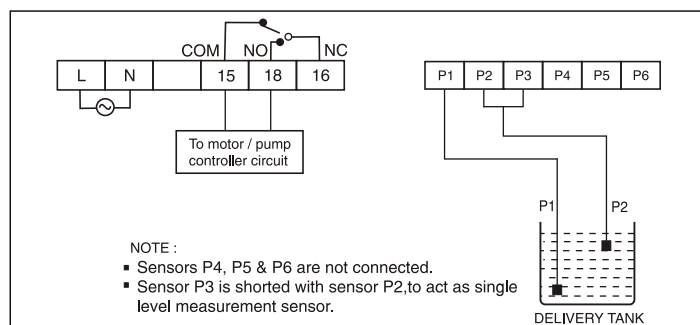 COM NO NC
L N 15 18 16
To motor / pump
controller circuit
P1 P2 P3 P4 P5 P6
P1 P2
NOTE :
▪ Sensors P4, P5 & P6 are not connected.
▪ Sensor P3 is shorted with sensor P2,to act as single
level measurement sensor.
DELIVERY TANK